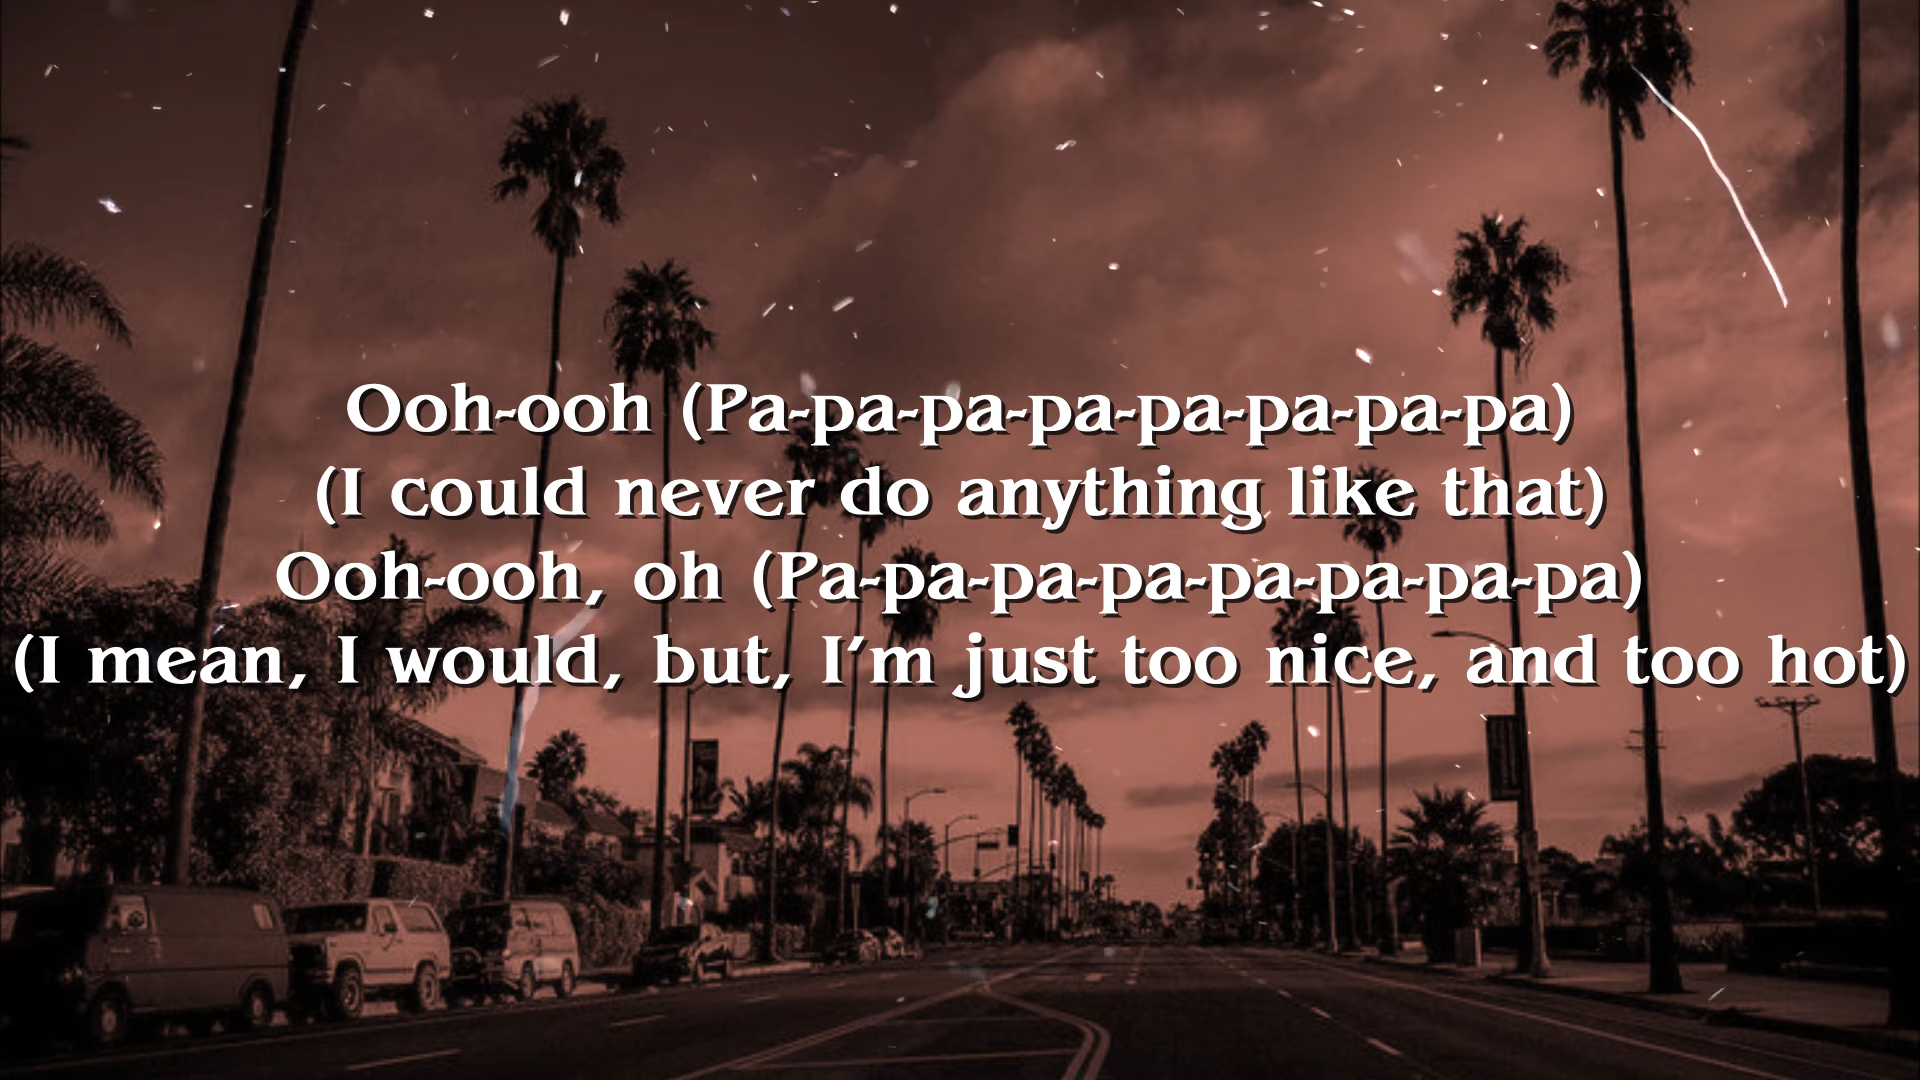 Ooh-ooh (Pa-pa-pa-pa-pa-pa-pa-pa)
(I could never do anything like that)
Ooh-ooh, oh (Pa-pa-pa-pa-pa-pa-pa-pa)
(I mean, I would, but, I’m just too nice, and too hot)